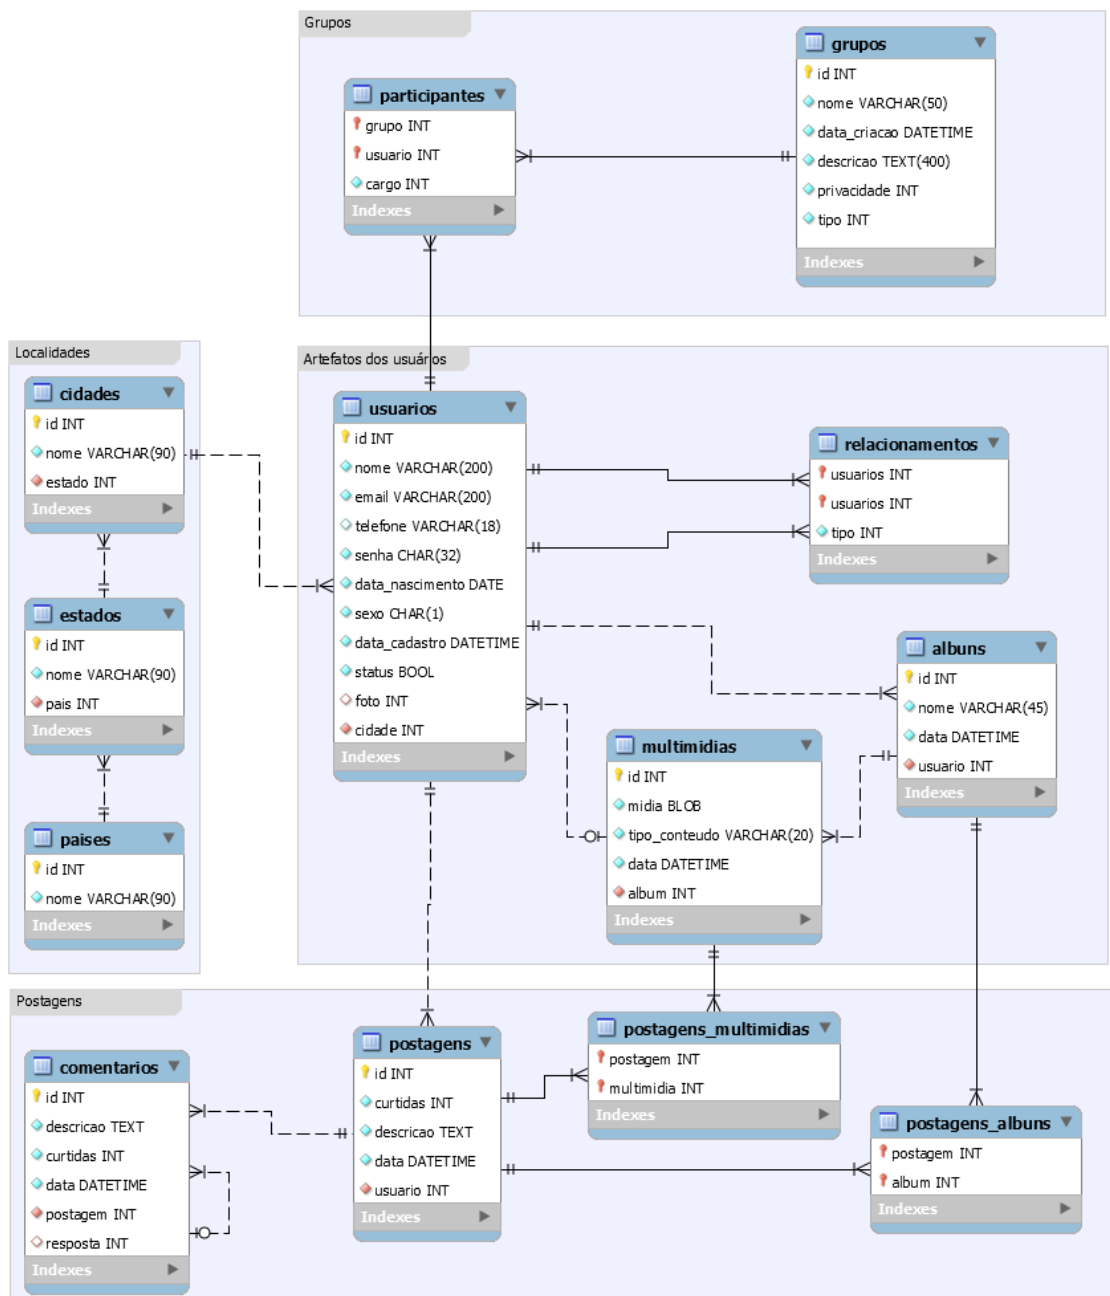 Grupos
grupos
id INT
nome VARCHAR(50)
data_criacao DATETIME
descricao TEXT(400)
privacidade INT
tipo INT
Indexes
participantes
grupo INT
usuario INT
cargo INT
Indexes
Localidades
cidades
id INT
nome VARCHAR(90)
estado INT
Indexes
estados
id INT
nome VARCHAR(90)
pais INT
Indexes
paises
id INT
nome VARCHAR(90)
Indexes
Artefatos dos usuários
usuarios
id INT
nome VARCHAR(200)
email VARCHAR(200)
telefone VARCHAR(18)
senha CHAR(32)
data_nascimento DATE
sexo CHAR(1)
data_cadastro DATETIME
status BOOL
foto INT
cidade INT
Indexes
relacionamentos
usuarios INT
usuarios INT
tipo INT
Indexes
albuns
id INT
nome VARCHAR(45)
data DATETIME
usuario INT
Indexes
multimidias
id INT
midia BLOB
tipo_conteudo VARCHAR(20)
data DATETIME
album INT
Indexes
Postagens
comentarios
id INT
descricao TEXT
curtidas INT
data DATETIME
postagem INT
resposta INT
Indexes
postagens
id INT
curtidas INT
descricao TEXT
data DATETIME
usuario INT
Indexes
postagens_multimidias
postagem INT
multimidia INT
Indexes
postagens_albuns
postagem INT
album INT
Indexes